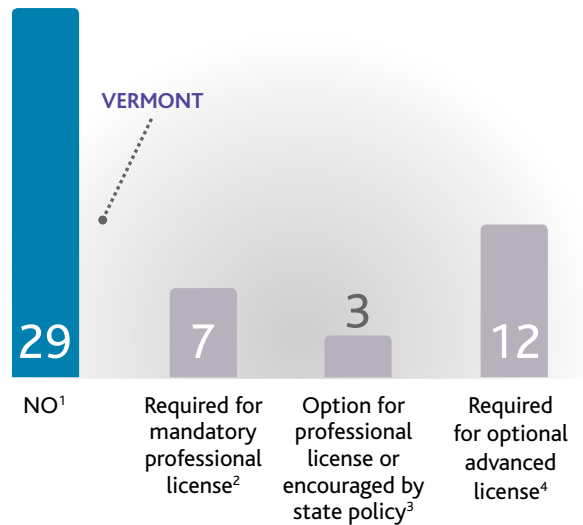 VERMONT
29
7
3
12
NO¹
Required for
mandatory
professional
license²
Option for
professional
license or
encouraged by
state policy³
Required
for optional
advanced
license⁴